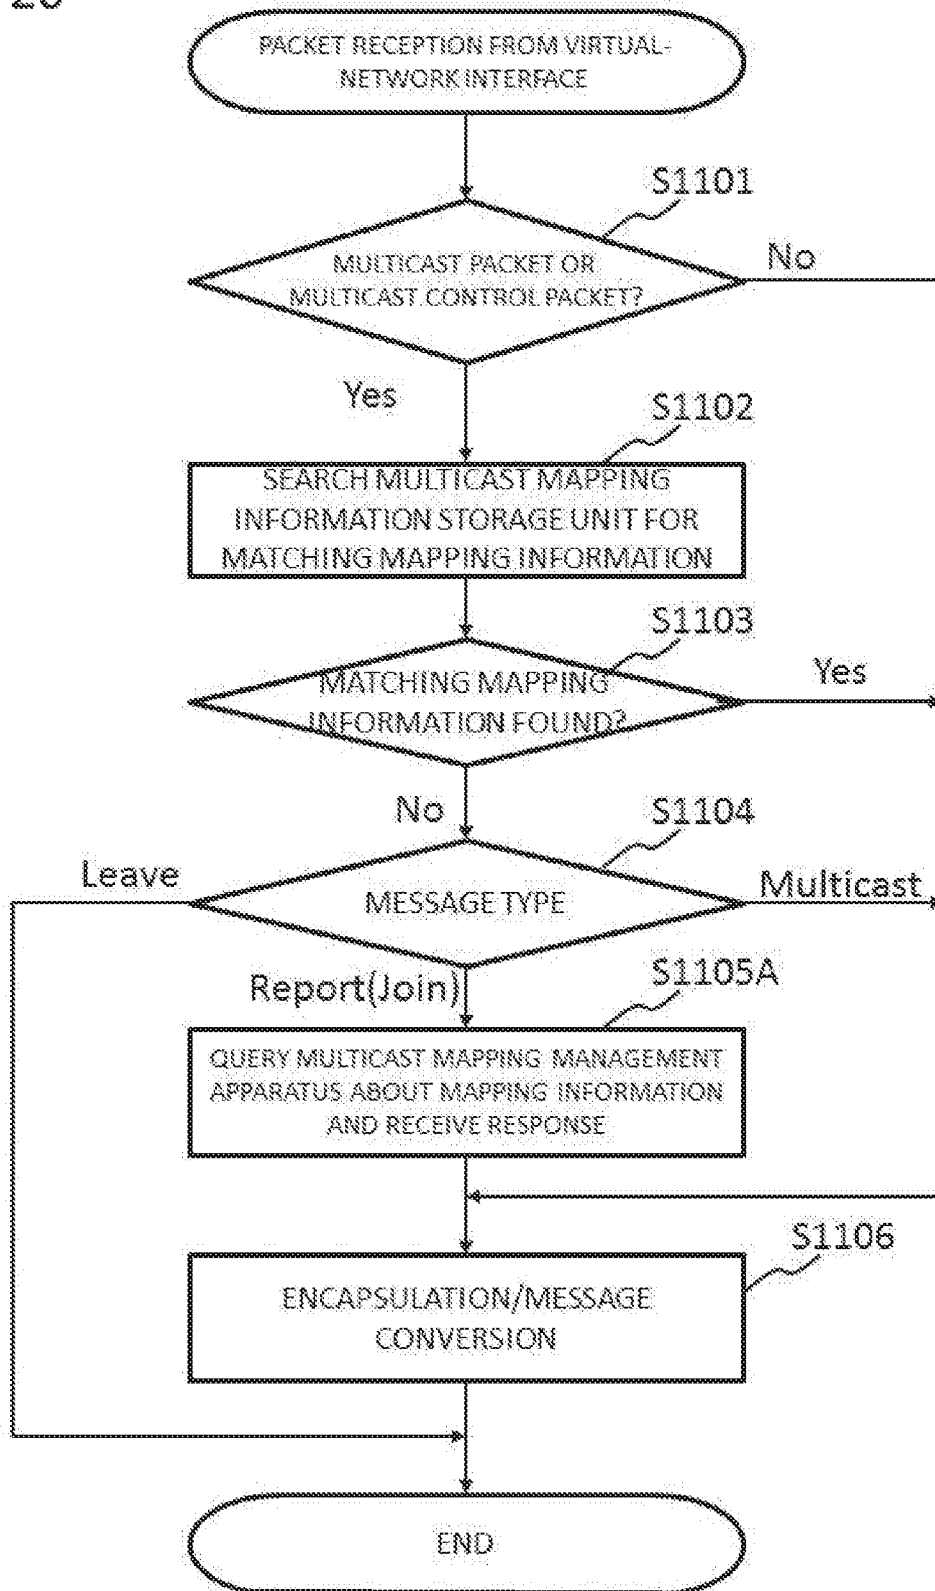 PACKET RECEPTION FROM VIRTUAL-
NETWORK INTERFACE
S1101
MULTICAST PACKET OR
MULTICAST CONTROL PACKET?
No
Yes
S1102
SEARCH MULTICAST MAPPING
INFORMATION STORAGE UNIT FOR
MATCHING MAPPING INFORMATION
S1103
MATCHING MAPPING
INFORMATION FOUND?
Yes
No
S1104
Leave
MESSAGE TYPE
Multicast
Report(Join)
S1105A
QUERY MULTICAST MAPPING MANAGEMENT
APPARATUS ABOUT MAPPING INFORMATION
AND RECEIVE RESPONSE
S1106
ENCAPSULATION/MESSAGE
CONVERSION
END